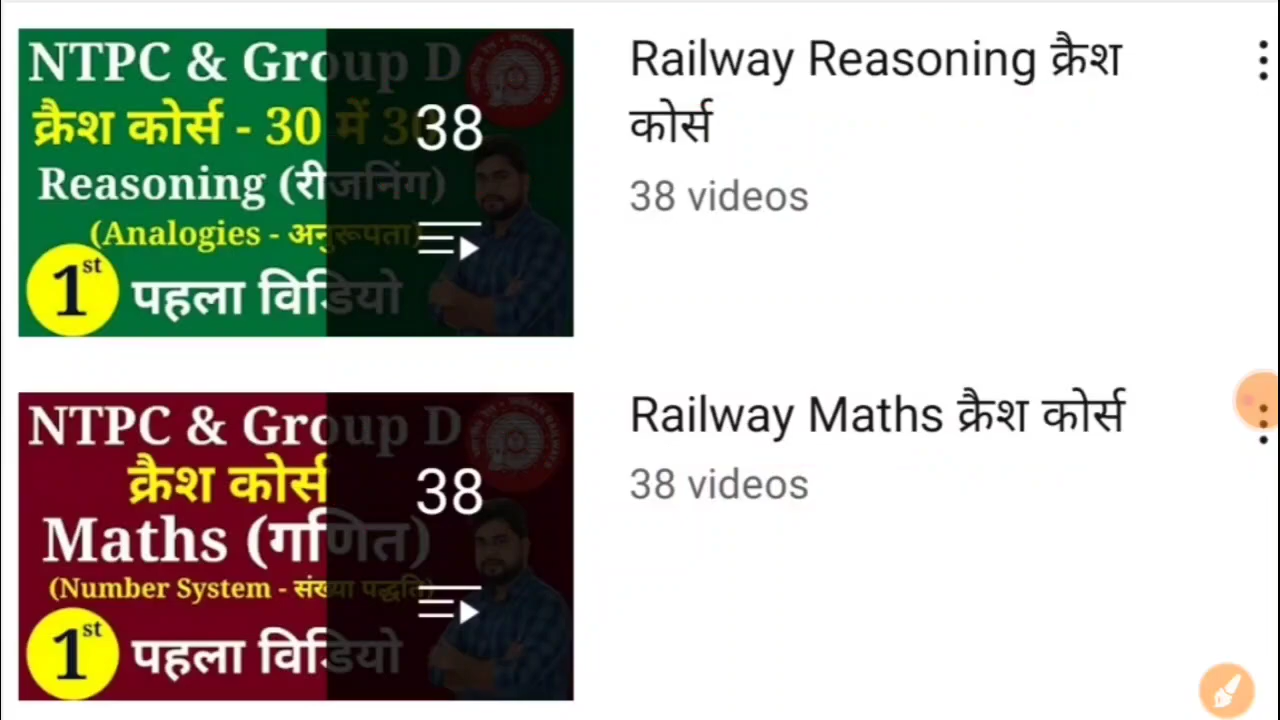 NTPC & Group D
क्रैश कोर्स - 30 में 30
38
Reasoning (रीजनिंग)
(Analogies - अनुरूपता)
1st पहला विडियो
Railway Reasoning क्रैश
कोर्स
38 videos
NTPC & Group D
क्रैश कोर्स
38
Maths (गणित)
(Number System - संख्या पद्धति)
1st पहला विडियो
Railway Maths क्रैश कोर्स
38 videos